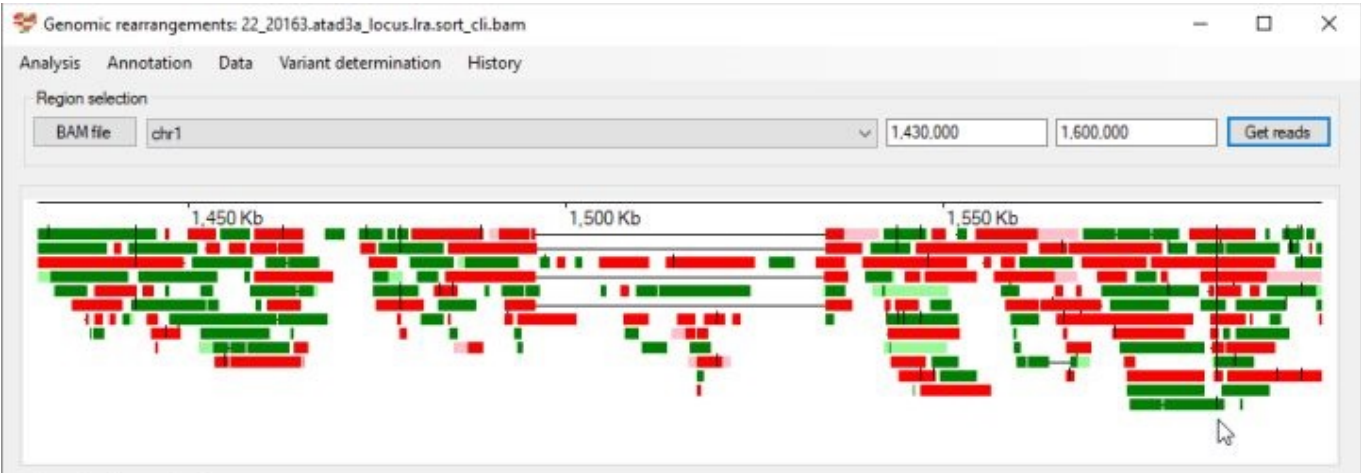 Genomic rearrangements: 22_20163.atad3a_locus.lra.sort_cli.bam
Analysis Annotation Data Variant determination History
Region selection
BAM file chr1 1,430,000 1,600,000 Get reads
1,450 Kb 1,500 Kb 1,550 Kb